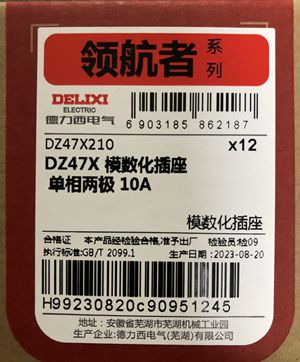 领航者 系列
DELIXI
ELECTRIC
德力西电气
6 903185 862187
DZ47X210 x12
DZ47X 模数化插座
单相两极 10A
模数化插座
合格证 本产品经检验合格,准予出厂 检验员:检09
执行标准:GB/T 2099.1 生产日期:2023-08-20
H99230820c90951245
地址:安徽省芜湖市芜湖机械工业园
生产企业:德力西电气(芜湖)有限公司